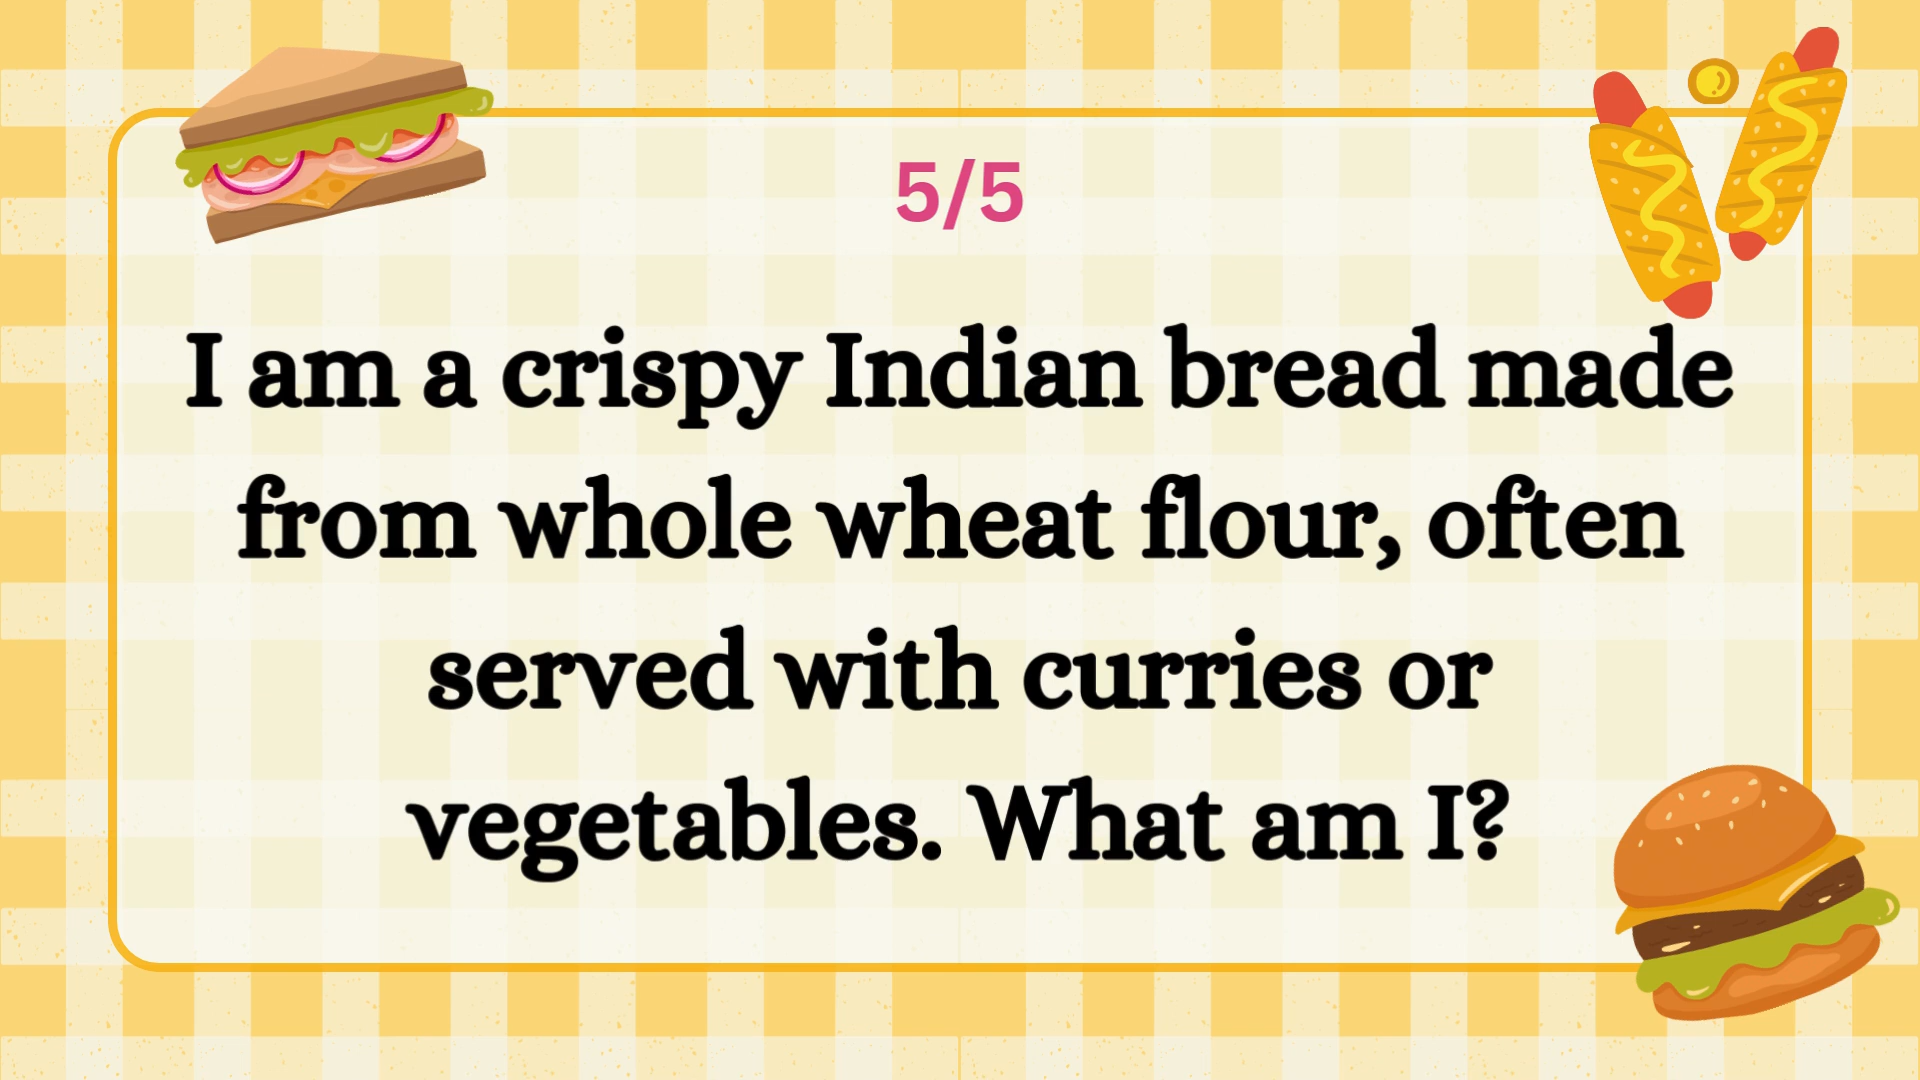 5/5
I am a crispy Indian bread made
from whole wheat flour, often
served with curries or
vegetables. What am I?